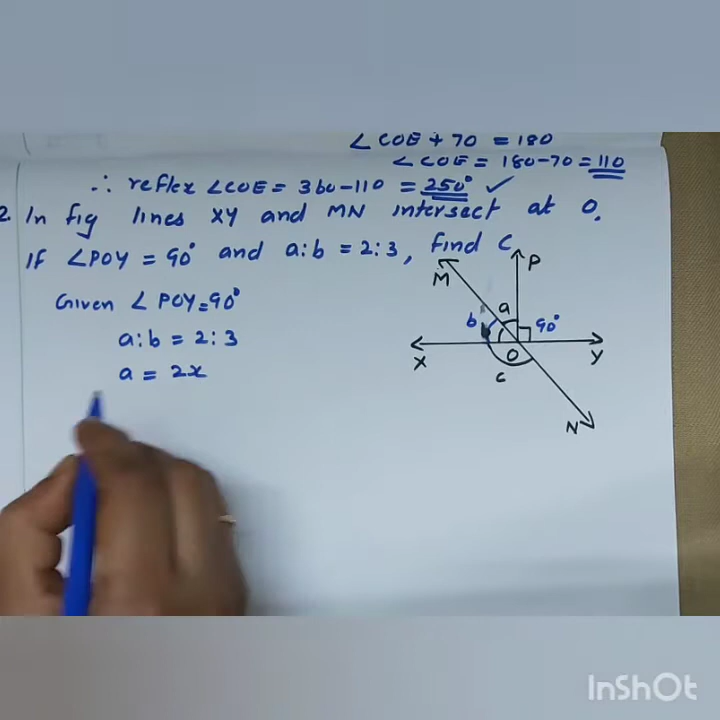 ∠COE + 70 = 180
∠COE = 180-70 = 110
∴ reflex ∠COE = 360-110 = 250° ✓
2. In fig lines XY and MN intersect at O.
If ∠POY = 90° and a:b = 2:3, find C
Given ∠POY = 90°
a:b = 2:3
a = 2x
M
P
a
b
90°
X
O
Y
c
N
InShOt